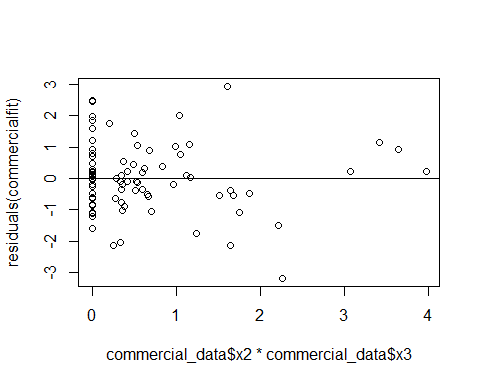 residuals(commercialfit)
3
2
1
0
-1
-2
-3
0 1 2 3 4
commercial_data$x2 * commercial_data$x3